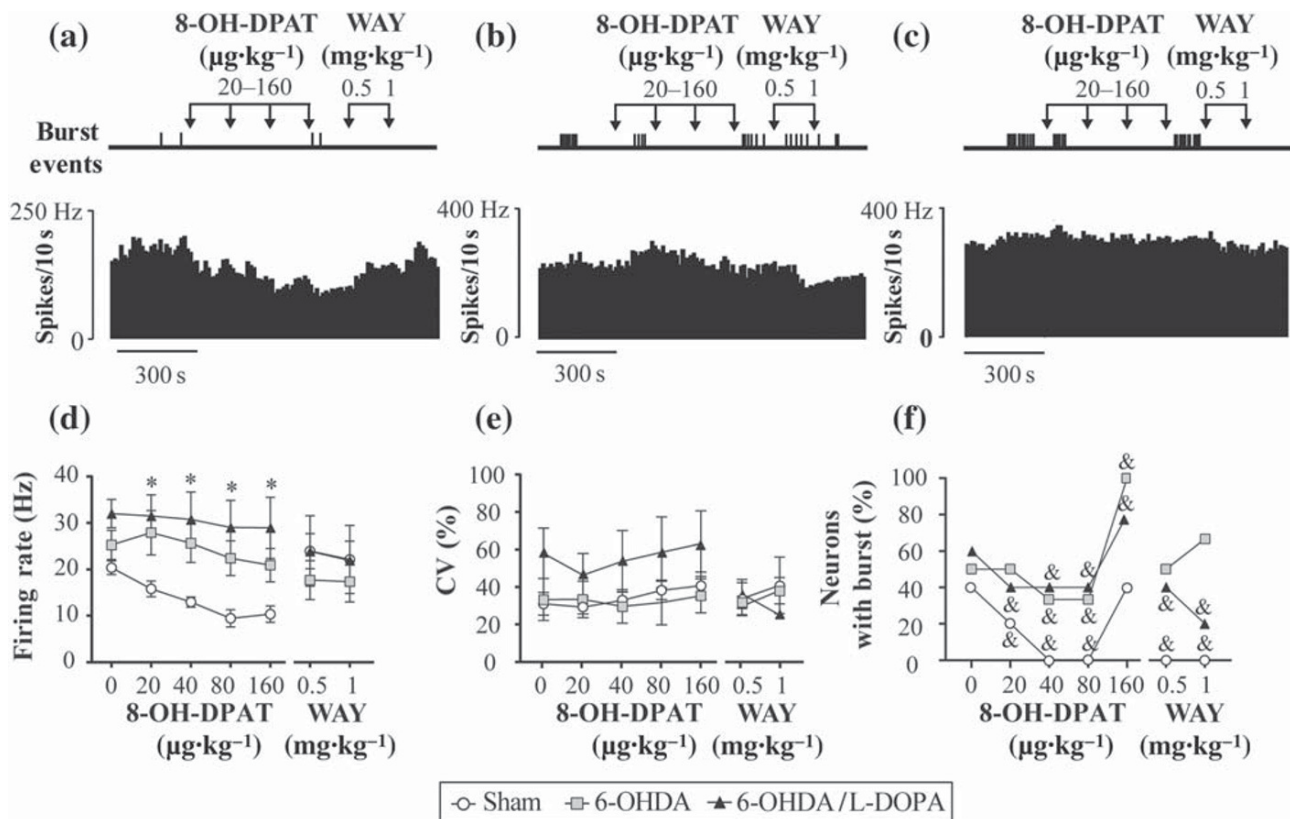 (a) 8-OH-DPAT WAY
(µg·kg⁻¹) (mg·kg⁻¹)
20–160 0.5 1
Burst
events
250 Hz
Spikes/10 s
0
300 s
(b) 8-OH-DPAT WAY
(µg·kg⁻¹) (mg·kg⁻¹)
20–160 0.5 1
400 Hz
Spikes/10 s
0
300 s
(c) 8-OH-DPAT WAY
(µg·kg⁻¹) (mg·kg⁻¹)
20–160 0.5 1
400 Hz
Spikes/10 s
0
300 s
(d)
Firing rate (Hz)
40
30
20
10
0
* * * *
0 20 40 80 160 0.5 1
8-OH-DPAT WAY
(µg·kg⁻¹) (mg·kg⁻¹)
(e)
CV (%)
100
80
60
40
20
0
0 20 40 80 160 0.5 1
8-OH-DPAT WAY
(µg·kg⁻¹) (mg·kg⁻¹)
(f)
Neurons
with burst (%)
100
80
60
40
20
0
&
&
& &
& & & &
& & & & &
0 20 40 80 160 0.5 1
8-OH-DPAT WAY
(µg·kg⁻¹) (mg·kg⁻¹)
Sham 6-OHDA 6-OHDA/L-DOPA